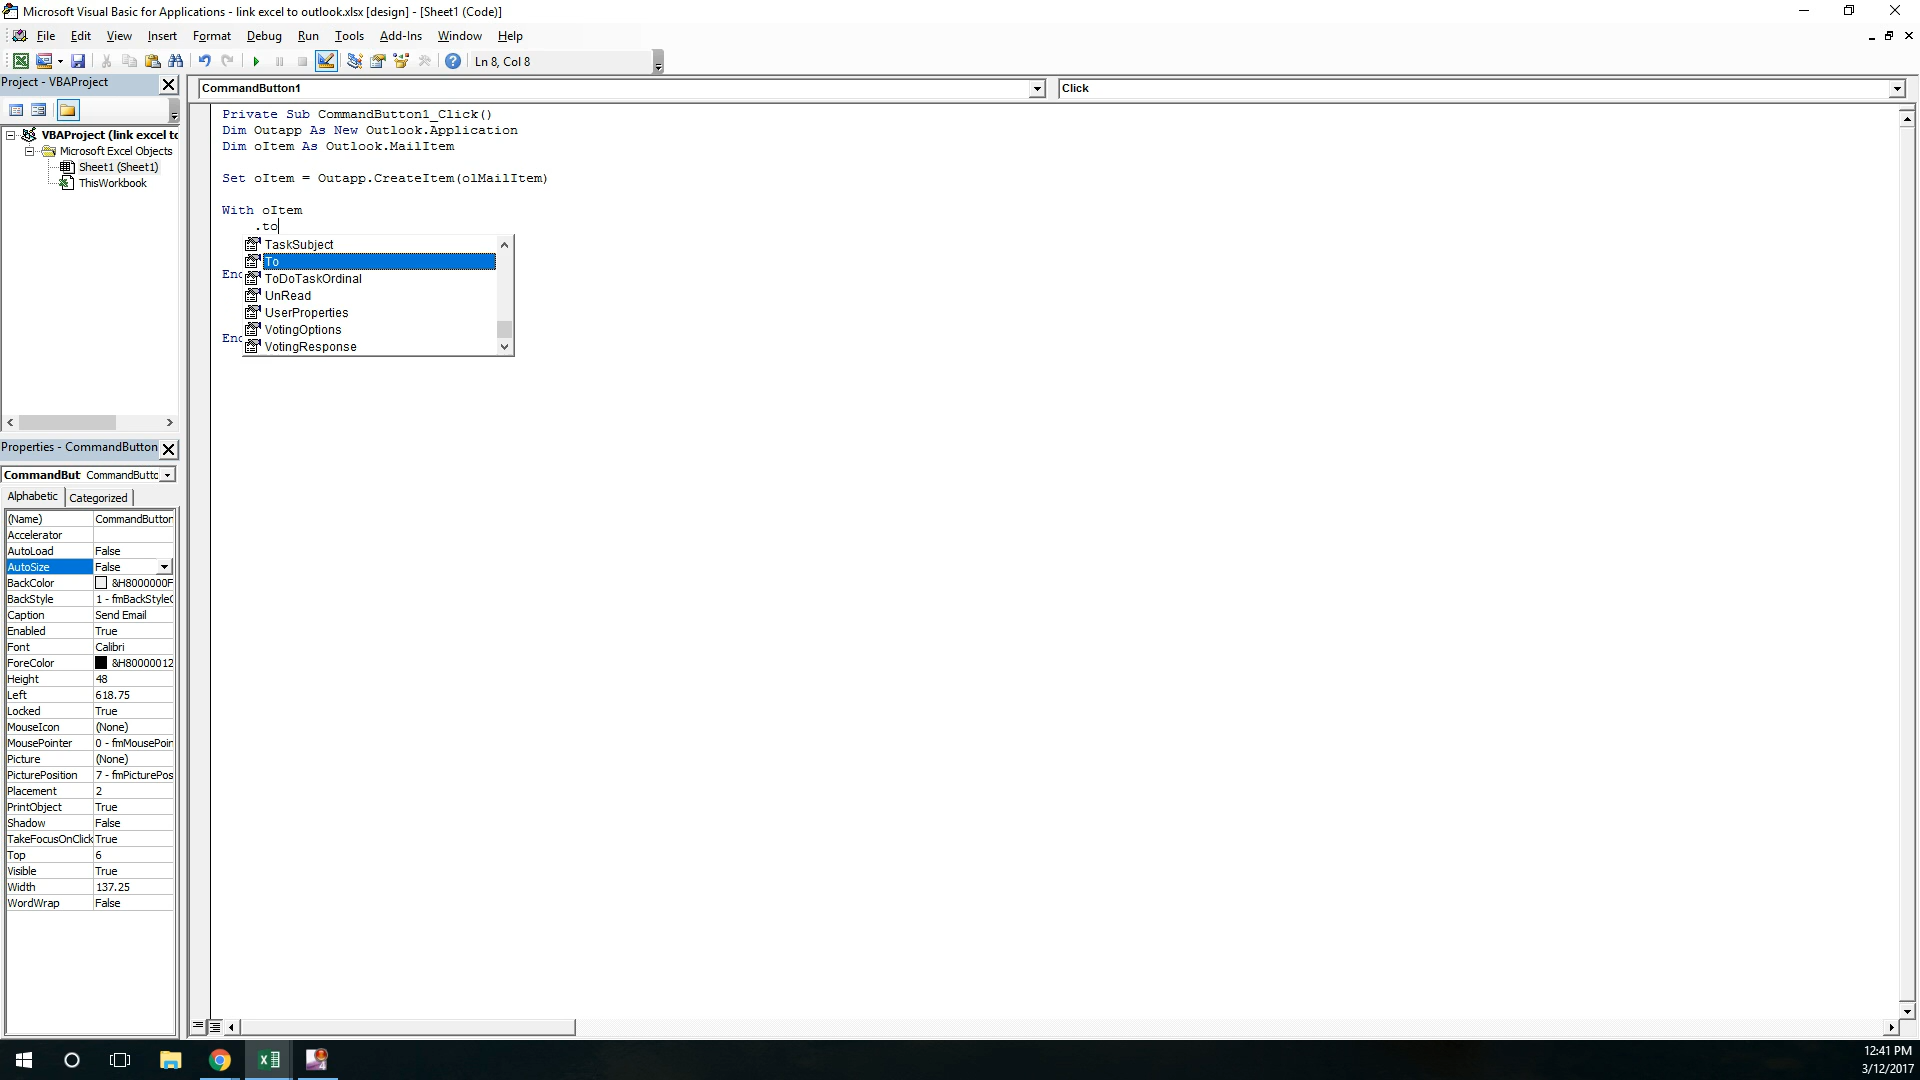 Microsoft Visual Basic for Applications - link excel to outlook.xlsx [design] - [Sheet1 (Code)]
File Edit View Insert Format Debug Run Tools Add-Ins Window Help
Ln 8, Col 8
Project - VBAProject
CommandButton1
Click
VBAProject (link excel to
Microsoft Excel Objects
Sheet1 (Sheet1)
ThisWorkbook
Private Sub CommandButton1_Click()
Dim Outapp As New Outlook.Application
Dim oItem As Outlook.MailItem
Set oItem = Outapp.CreateItem(olMailItem)
With oItem
.to
TaskSubject
To
ToDoTaskOrdinal
UnRead
UserProperties
VotingOptions
VotingResponse
Properties - CommandButton
CommandBut CommandButto
Alphabetic Categorized
(Name) CommandButton
Accelerator
AutoLoad False
AutoSize False
BackColor &H8000000F
BackStyle 1 - fmBackStyle
Caption Send Email
Enabled True
Font Calibri
ForeColor &H80000012
Height 48
Left 618.75
Locked True
MouseIcon (None)
MousePointer 0 - fmMousePoin
Picture (None)
PicturePosition 7 - fmPicturePos
Placement 2
PrintObject True
Shadow False
TakeFocusOnClick True
Top 6
Visible True
Width 137.25
WordWrap False
12:41 PM
3/12/2017